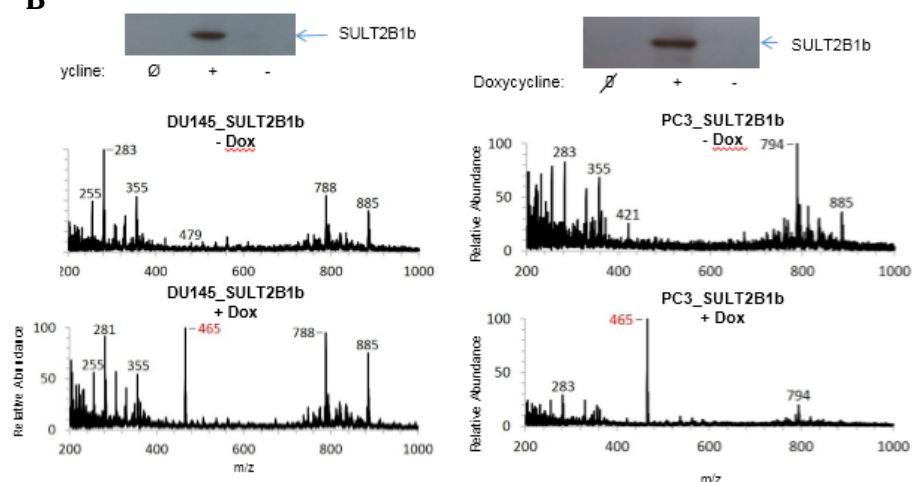 B
SULT2B1b
ycline: Ø + -
DU145_SULT2B1b
- Dox
283
255
355
479
788
885
200 400 600 800 1000
DU145_SULT2B1b
+ Dox
Relative Abundance
100
50
0
281
255
355
465
788
885
200 400 600 800 1000
m/z
SULT2B1b
Doxycycline: Ø + -
PC3_SULT2B1b
- Dox
Relative Abundance
100
50
0
283
355
421
794
885
200 400 600 800 1000
PC3_SULT2B1b
+ Dox
Relative Abundance
100
50
0
283
465
794
200 400 600 800 1000
m/z